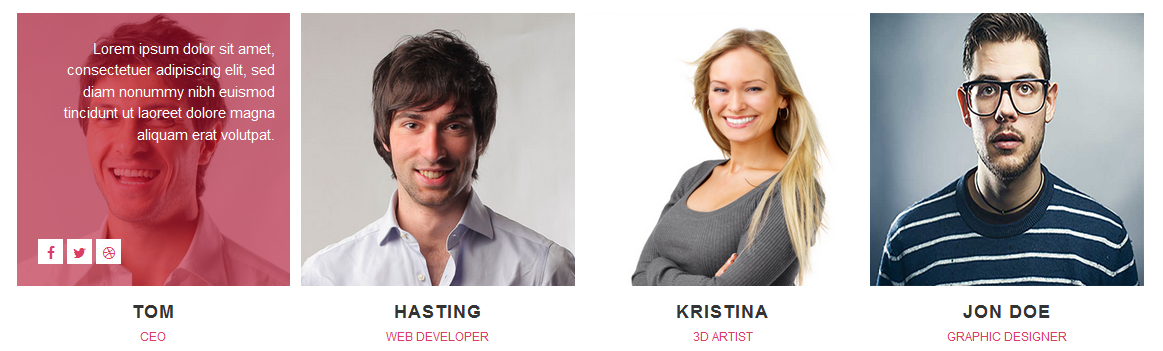 Lorem ipsum dolor sit amet,
consectetuer adipiscing elit, sed
diam nonummy nibh euismod
tincidunt ut laoreet dolore magna
aliquam erat volutpat.
TOM
CEO
HASTING
WEB DEVELOPER
KRISTINA
3D ARTIST
JON DOE
GRAPHIC DESIGNER